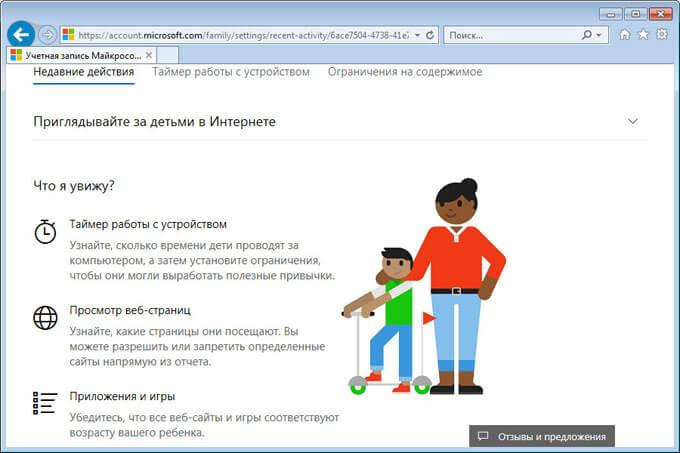 https://account.microsoft.com/family/settings/recent-activity/6ace7504-4738-41e7
Поиск...
Учетная запись Майкросо...
Недавние действия Таймер работы с устройством Ограничения на содержимое
Приглядывайте за детьми в Интернете
Что я увижу?
Таймер работы с устройством
Узнайте, сколько времени дети проводят за
компьютером, а затем установите ограничения,
чтобы они могли выработать полезные привычки.
Просмотр веб-страниц
Узнайте, какие страницы они посещают. Вы
можете разрешить или запретить определенные
сайты напрямую из отчета.
Приложения и игры
Убедитесь, что все веб-сайты и игры соответствуют
возрасту вашего ребенка.
Отзывы и предложения